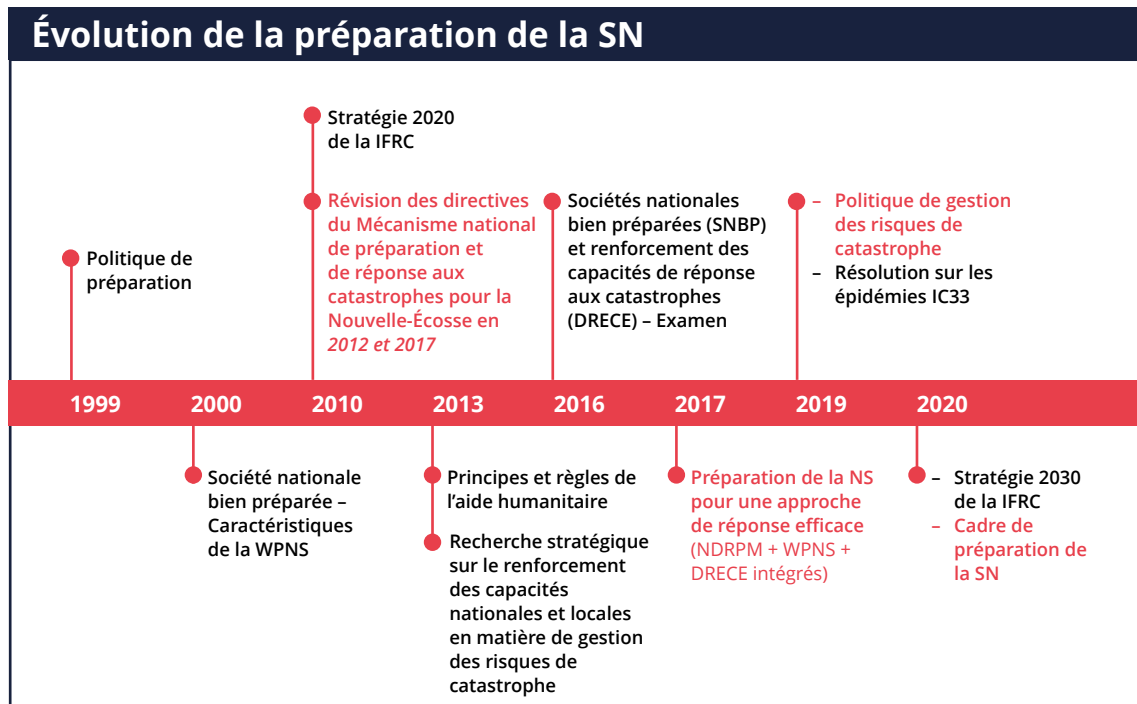 Évolution de la préparation de la SN
Stratégie 2020
de la IFRC
Révision des directives
du Mécanisme national
de préparation et
de réponse aux
catastrophes pour la
Nouvelle-Écosse en
2012 et 2017
Sociétés nationales
bien préparées (SNBP)
et renforcement des
capacités de réponse
aux catastrophes
(DRECE) – Examen
– Politique de gestion
des risques de
catastrophe
– Résolution sur les
épidémies IC33
Politique de
préparation
1999 2000 2010 2013 2016 2017 2019 2020
Société nationale
bien préparée –
Caractéristiques
de la WPNS
Principes et règles de
l’aide humanitaire
Recherche stratégique
sur le renforcement
des capacités
nationales et locales
en matière de gestion
des risques de
catastrophe
Préparation de la NS
pour une approche
de réponse efficace
(NDRPM + WPNS +
DRECE intégrés)
– Stratégie 2030
de la IFRC
– Cadre de
préparation de
la SN